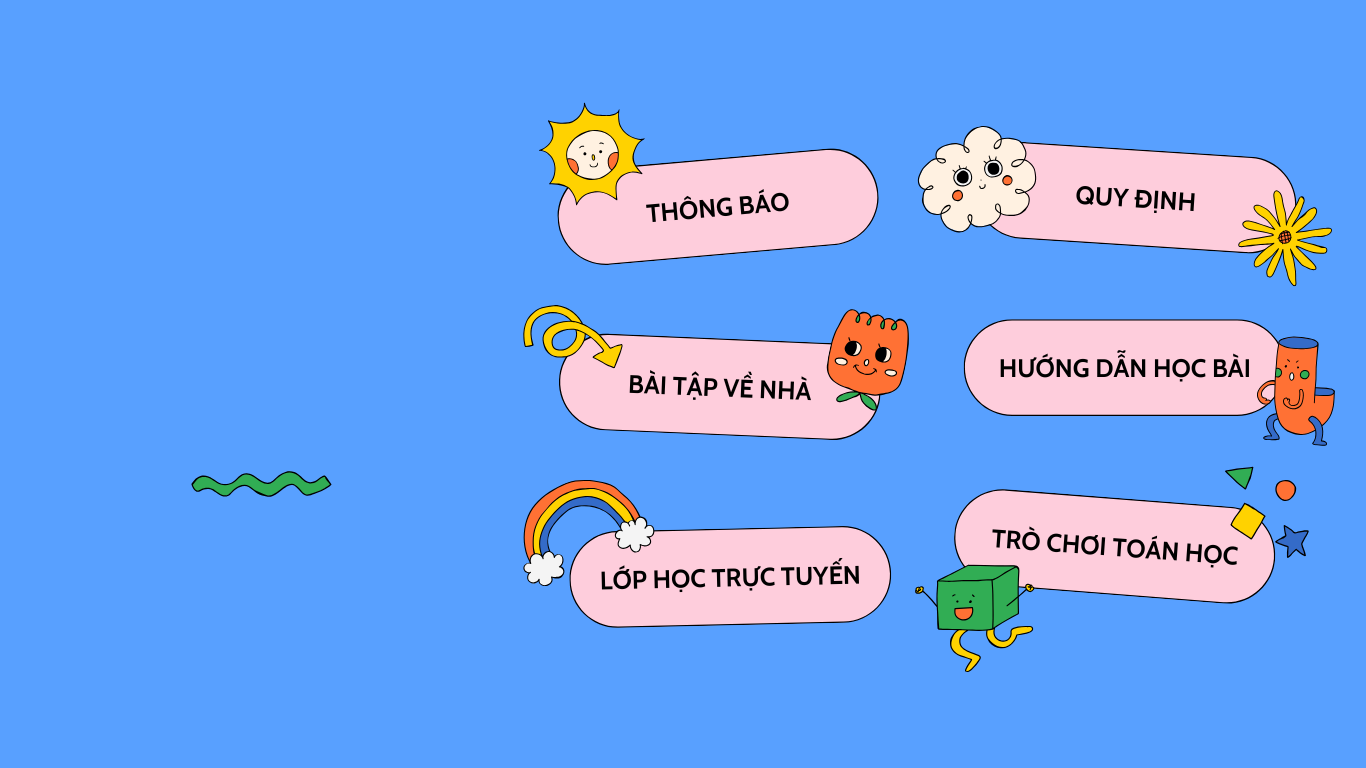 THÔNG BÁO
QUY ĐỊNH
BÀI TẬP VỀ NHÀ
HƯỚNG DẪN HỌC BÀI
LỚP HỌC TRỰC TUYẾN
TRÒ CHƠI TOÁN HỌC